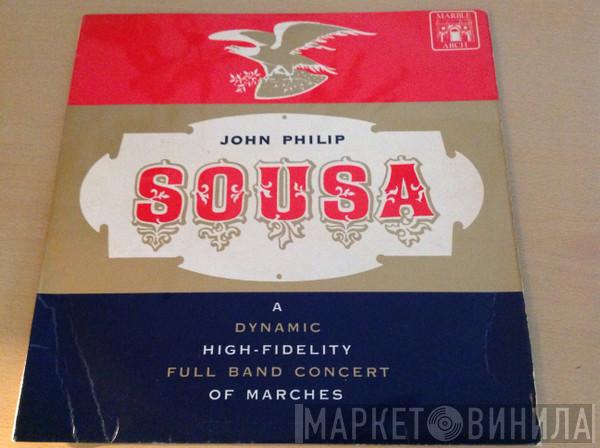 MARBLE
ARCH
JOHN PHILIP
SOUSA
A
DYNAMIC
HIGH-FIDELITY
FULL BAND CONCERT
OF MARCHES
МАРКЕТ ВИНИЛА